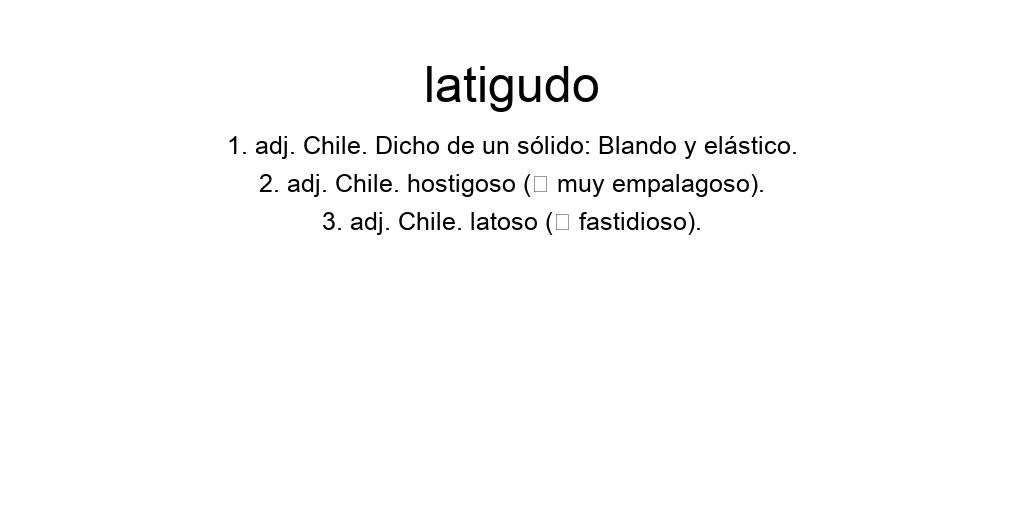 latigudo
1. adj. Chile. Dicho de un sólido: Blando y elástico.
2. adj. Chile. hostigoso (□ muy empalagoso).
3. adj. Chile. latoso (□ fastidioso).